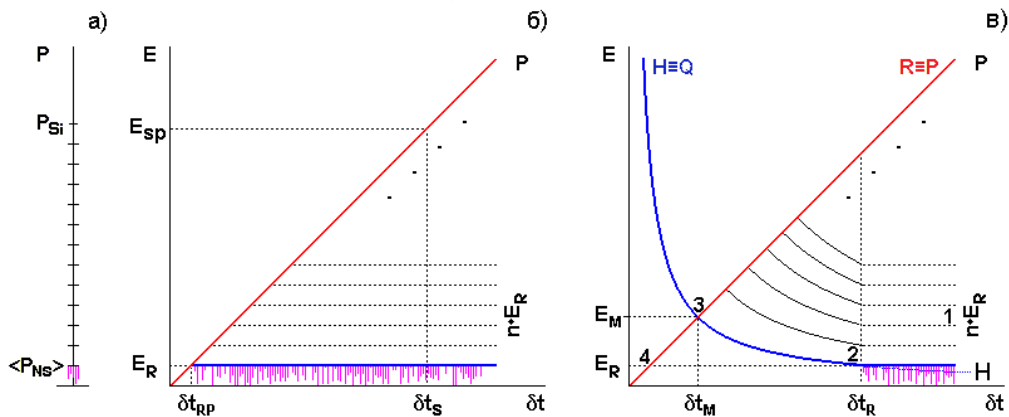 а)
P
P_Si
<P_NS>
б)
E
P
E_sp
n•E_R
E_R
δt_RP
δt_S
δt
в)
E
H≡Q
R≡P
P
E_M
3
1
n•E_R
E_R
4
2
H
δt_M
δt_R
δt